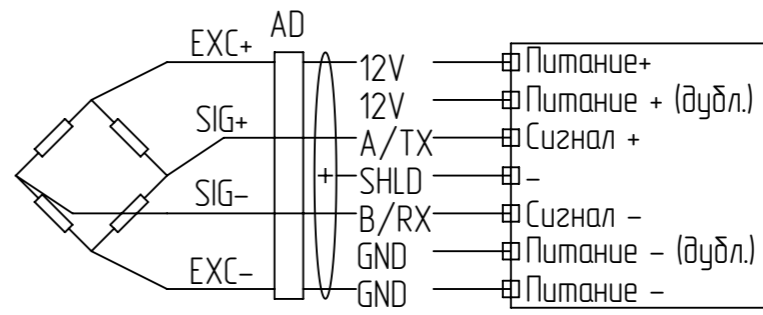 AD
EXC+ 12V Питание+
12V Питание + (дубл.)
SIG+ A/TX Сигнал +
+ SHLD -
SIG- B/RX Сигнал -
GND Питание - (дубл.)
EXC- GND Питание -